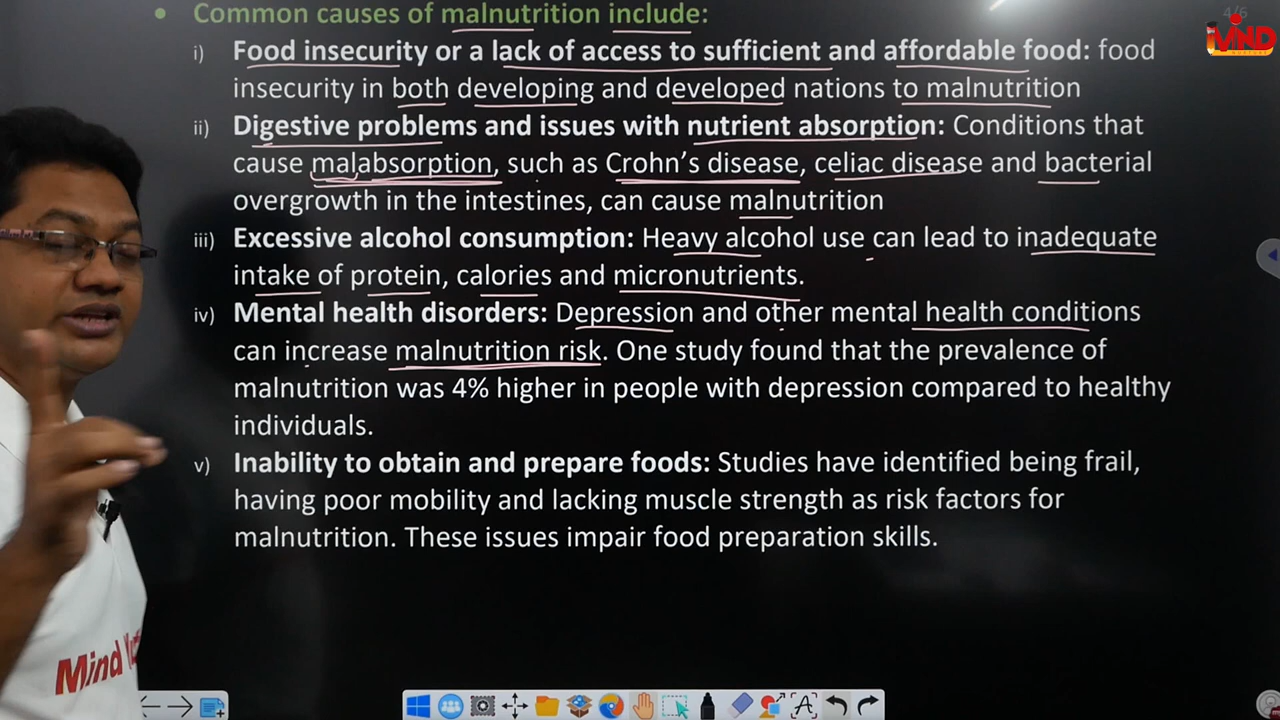 4/6
• Common causes of malnutrition include:
i) Food insecurity or a lack of access to sufficient and affordable food: food
insecurity in both developing and developed nations to malnutrition
ii) Digestive problems and issues with nutrient absorption: Conditions that
cause malabsorption, such as Crohn's disease, celiac disease and bacterial
overgrowth in the intestines, can cause malnutrition
iii) Excessive alcohol consumption: Heavy alcohol use can lead to inadequate
intake of protein, calories and micronutrients.
iv) Mental health disorders: Depression and other mental health conditions
can increase malnutrition risk. One study found that the prevalence of
malnutrition was 4% higher in people with depression compared to healthy
individuals.
v) Inability to obtain and prepare foods: Studies have identified being frail,
having poor mobility and lacking muscle strength as risk factors for
malnutrition. These issues impair food preparation skills.
Mind